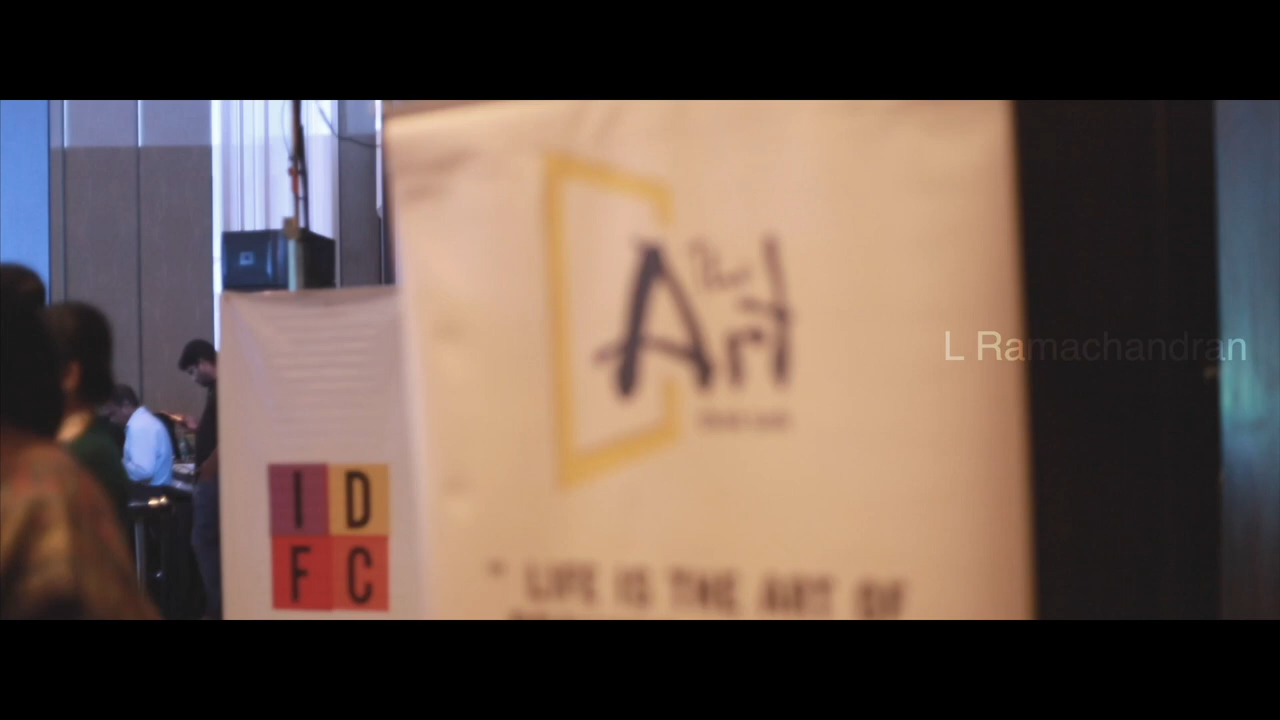 Art
L Ramachandran
I D
F C
" LIFE IS THE ART OF